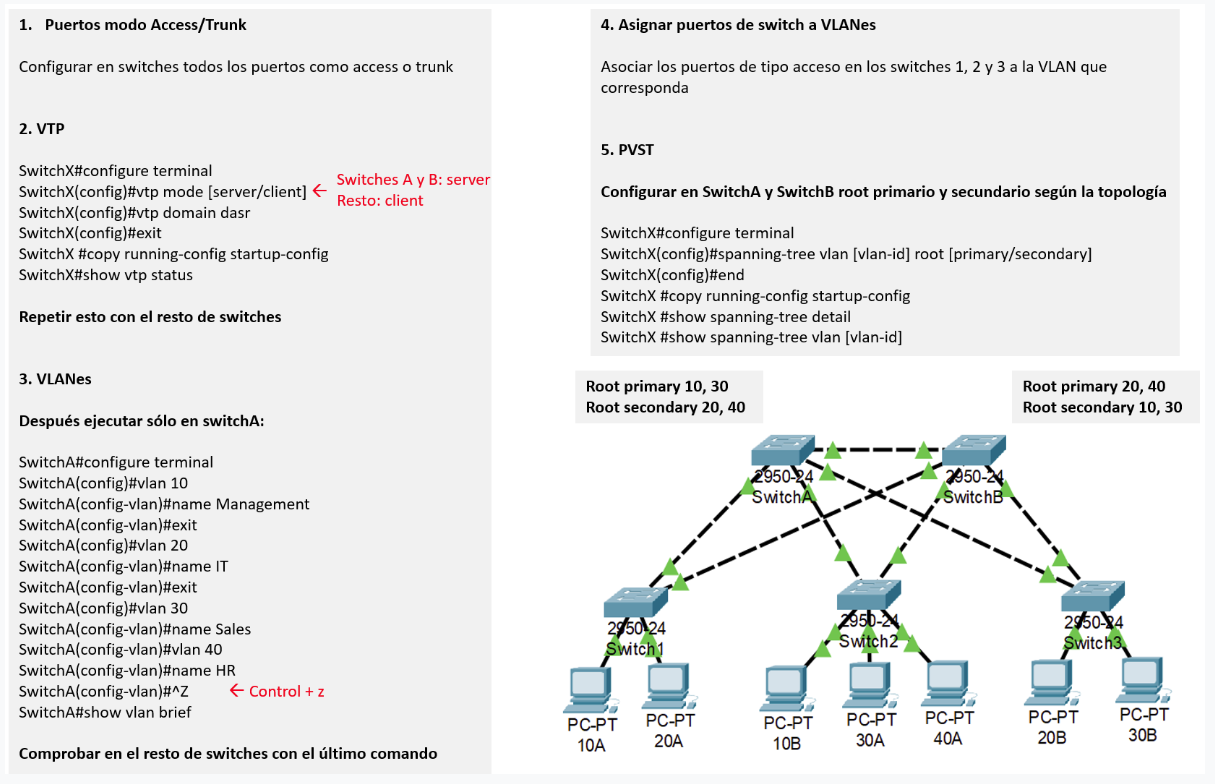 1. Puertos modo Access/Trunk
Configurar en switches todos los puertos como access o trunk
2. VTP
SwitchX#configure terminal
SwitchX(config)#vtp mode [server/client] ← Switches A y B: server
Resto: client
SwitchX(config)#vtp domain dasr
SwitchX(config)#exit
SwitchX #copy running-config startup-config
SwitchX#show vtp status
Repetir esto con el resto de switches
3. VLANes
Después ejecutar sólo en switchA:
SwitchA#configure terminal
SwitchA(config)#vlan 10
SwitchA(config-vlan)#name Management
SwitchA(config-vlan)#exit
SwitchA(config)#vlan 20
SwitchA(config-vlan)#name IT
SwitchA(config-vlan)#exit
SwitchA(config)#vlan 30
SwitchA(config-vlan)#name Sales
SwitchA(config-vlan)#vlan 40
SwitchA(config-vlan)#name HR
SwitchA(config-vlan)#^Z ← Control + z
SwitchA#show vlan brief
Comprobar en el resto de switches con el último comando
4. Asignar puertos de switch a VLANes
Asociar los puertos de tipo acceso en los switches 1, 2 y 3 a la VLAN que
corresponda
5. PVST
Configurar en SwitchA y SwitchB root primario y secundario según la topología
SwitchX#configure terminal
SwitchX(config)#spanning-tree vlan [vlan-id] root [primary/secondary]
SwitchX(config)#end
SwitchX #copy running-config startup-config
SwitchX #show spanning-tree detail
SwitchX #show spanning-tree vlan [vlan-id]
Root primary 10, 30
Root secondary 20, 40
Root primary 20, 40
Root secondary 10, 30
2950-24
SwitchA
2950-24
SwitchB
2950-24
Switch1
2950-24
Switch2
2950-24
Switch3
PC-PT
10A
PC-PT
20A
PC-PT
10B
PC-PT
30A
PC-PT
40A
PC-PT
20B
PC-PT
30B